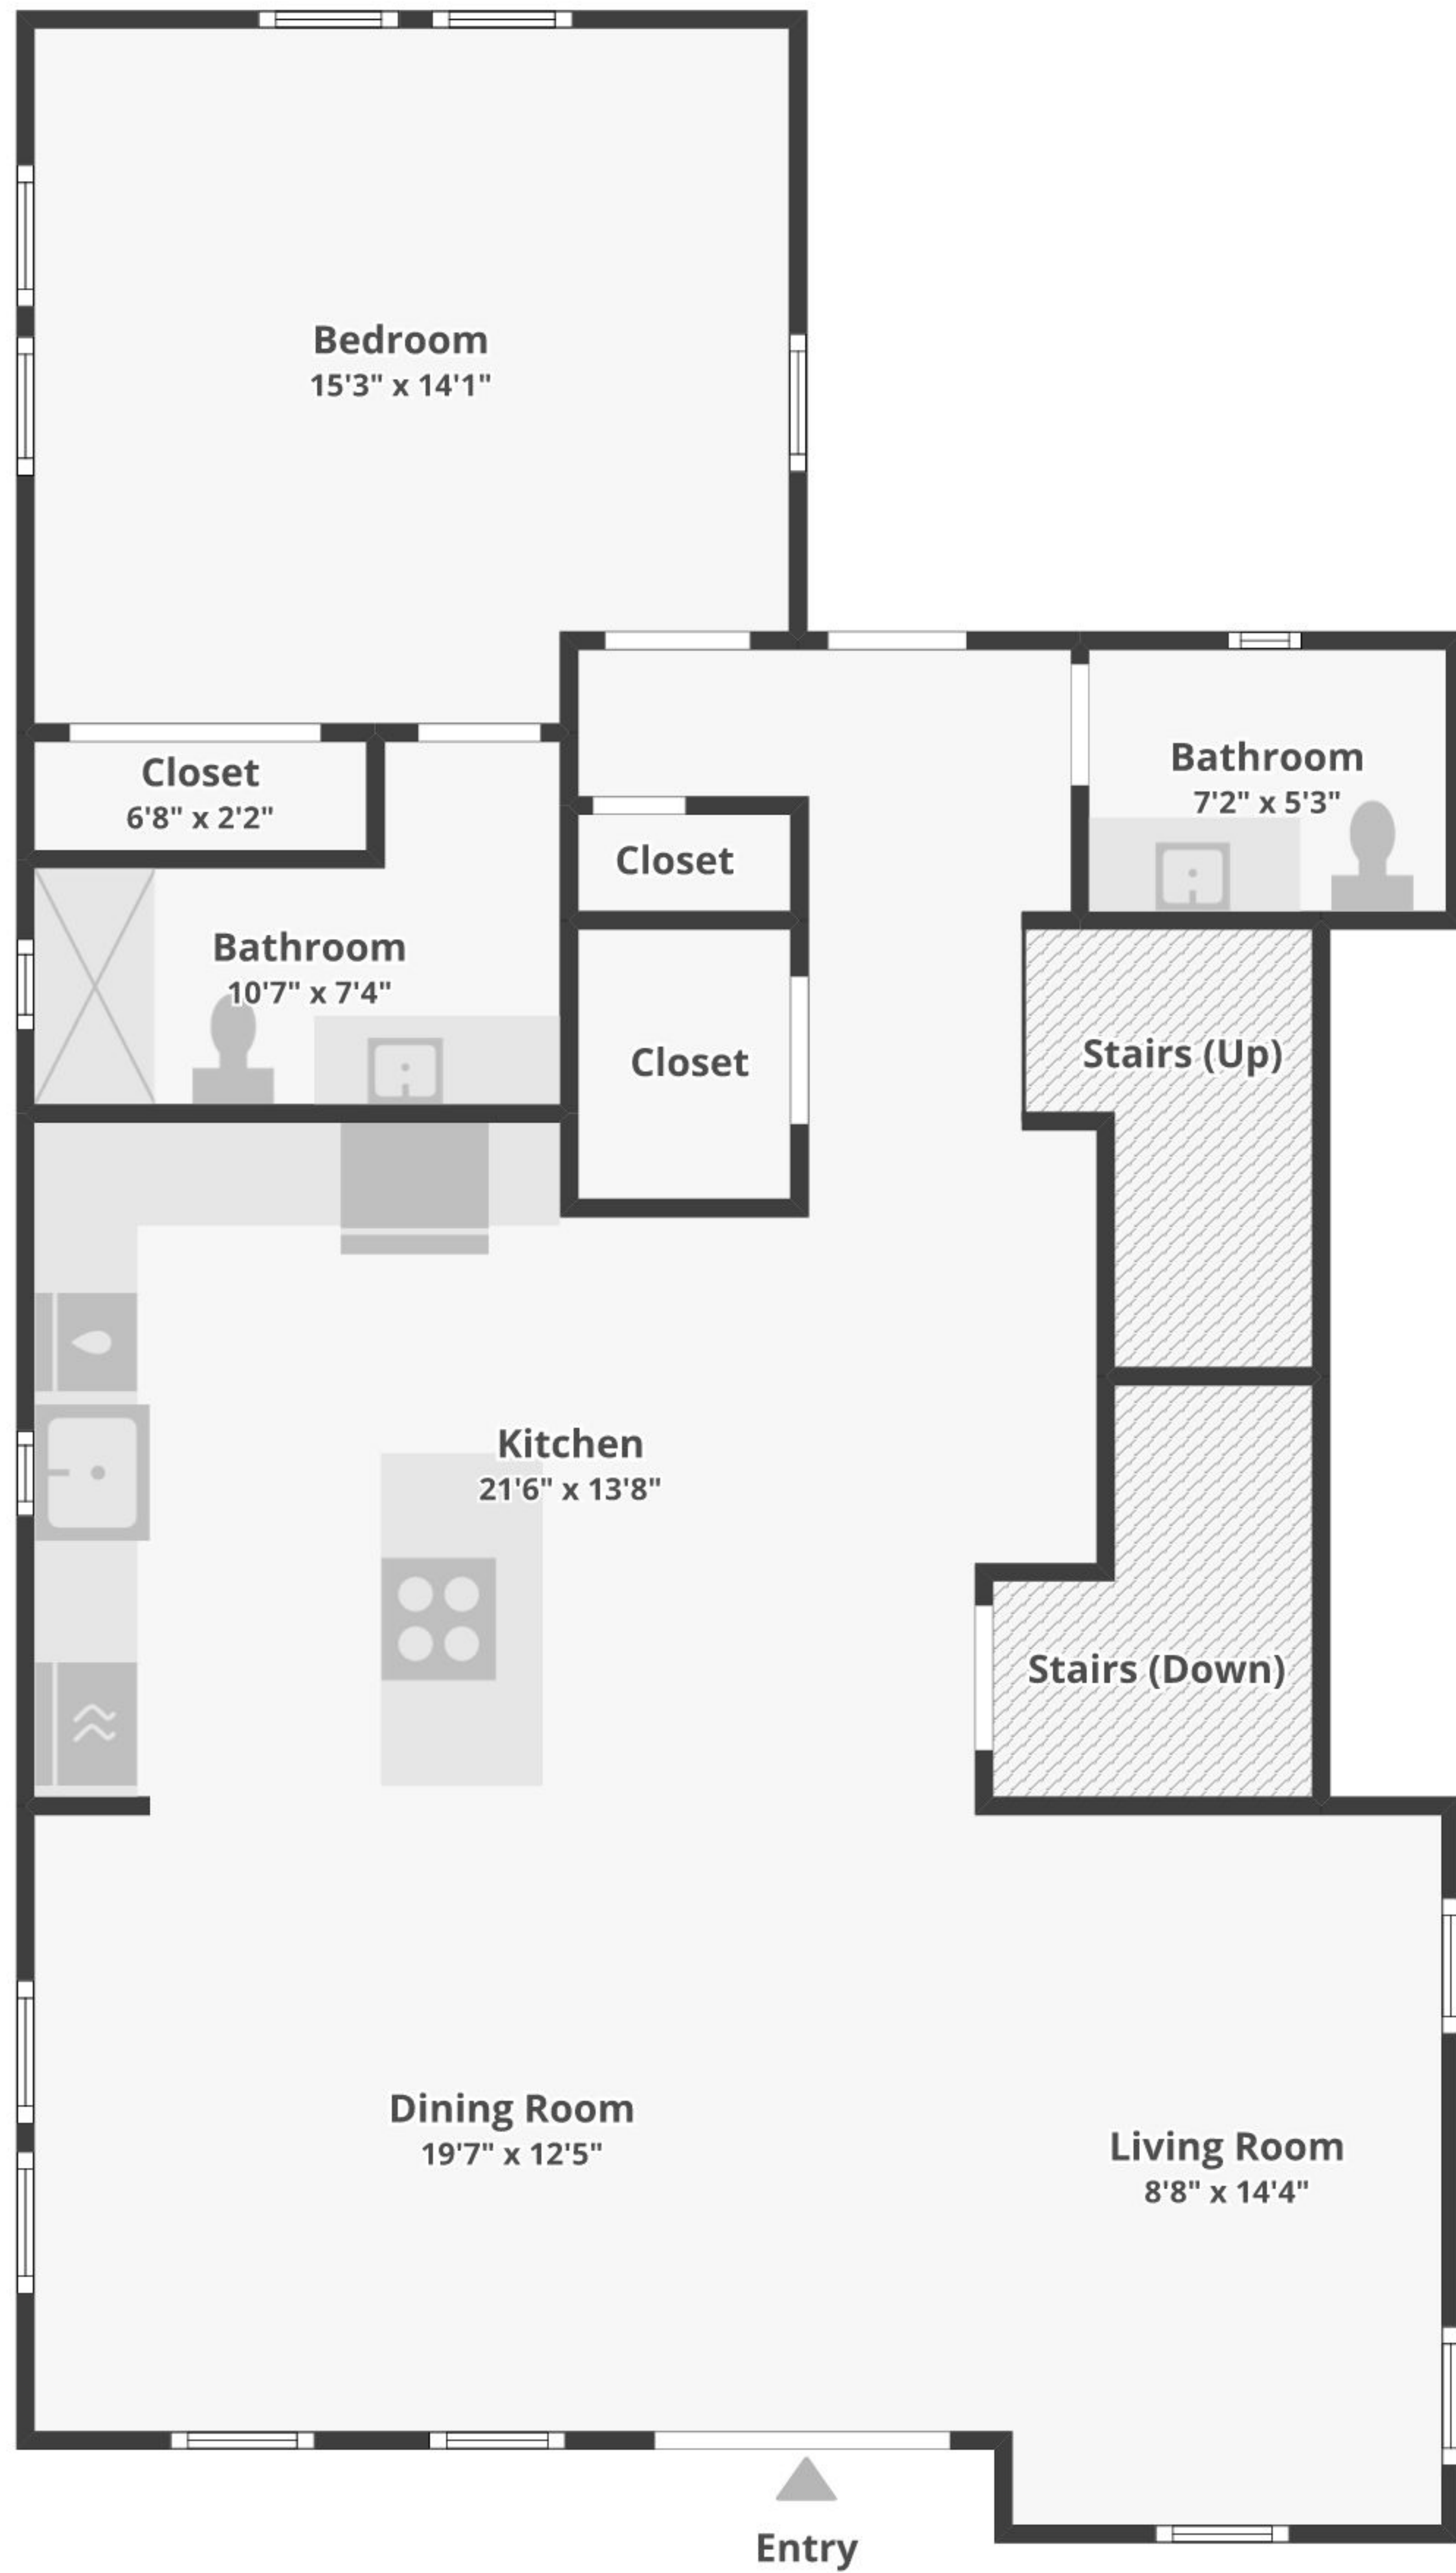 Bedroom
15'3" x 14'1"
Closet
6'8" x 2'2"
Bathroom
7'2" x 5'3"
Closet
Bathroom
10'7" x 7'4"
Closet
Stairs (Up)
Kitchen
21'6" x 13'8"
Stairs (Down)
Dining Room
19'7" x 12'5"
Living Room
8'8" x 14'4"
Entry